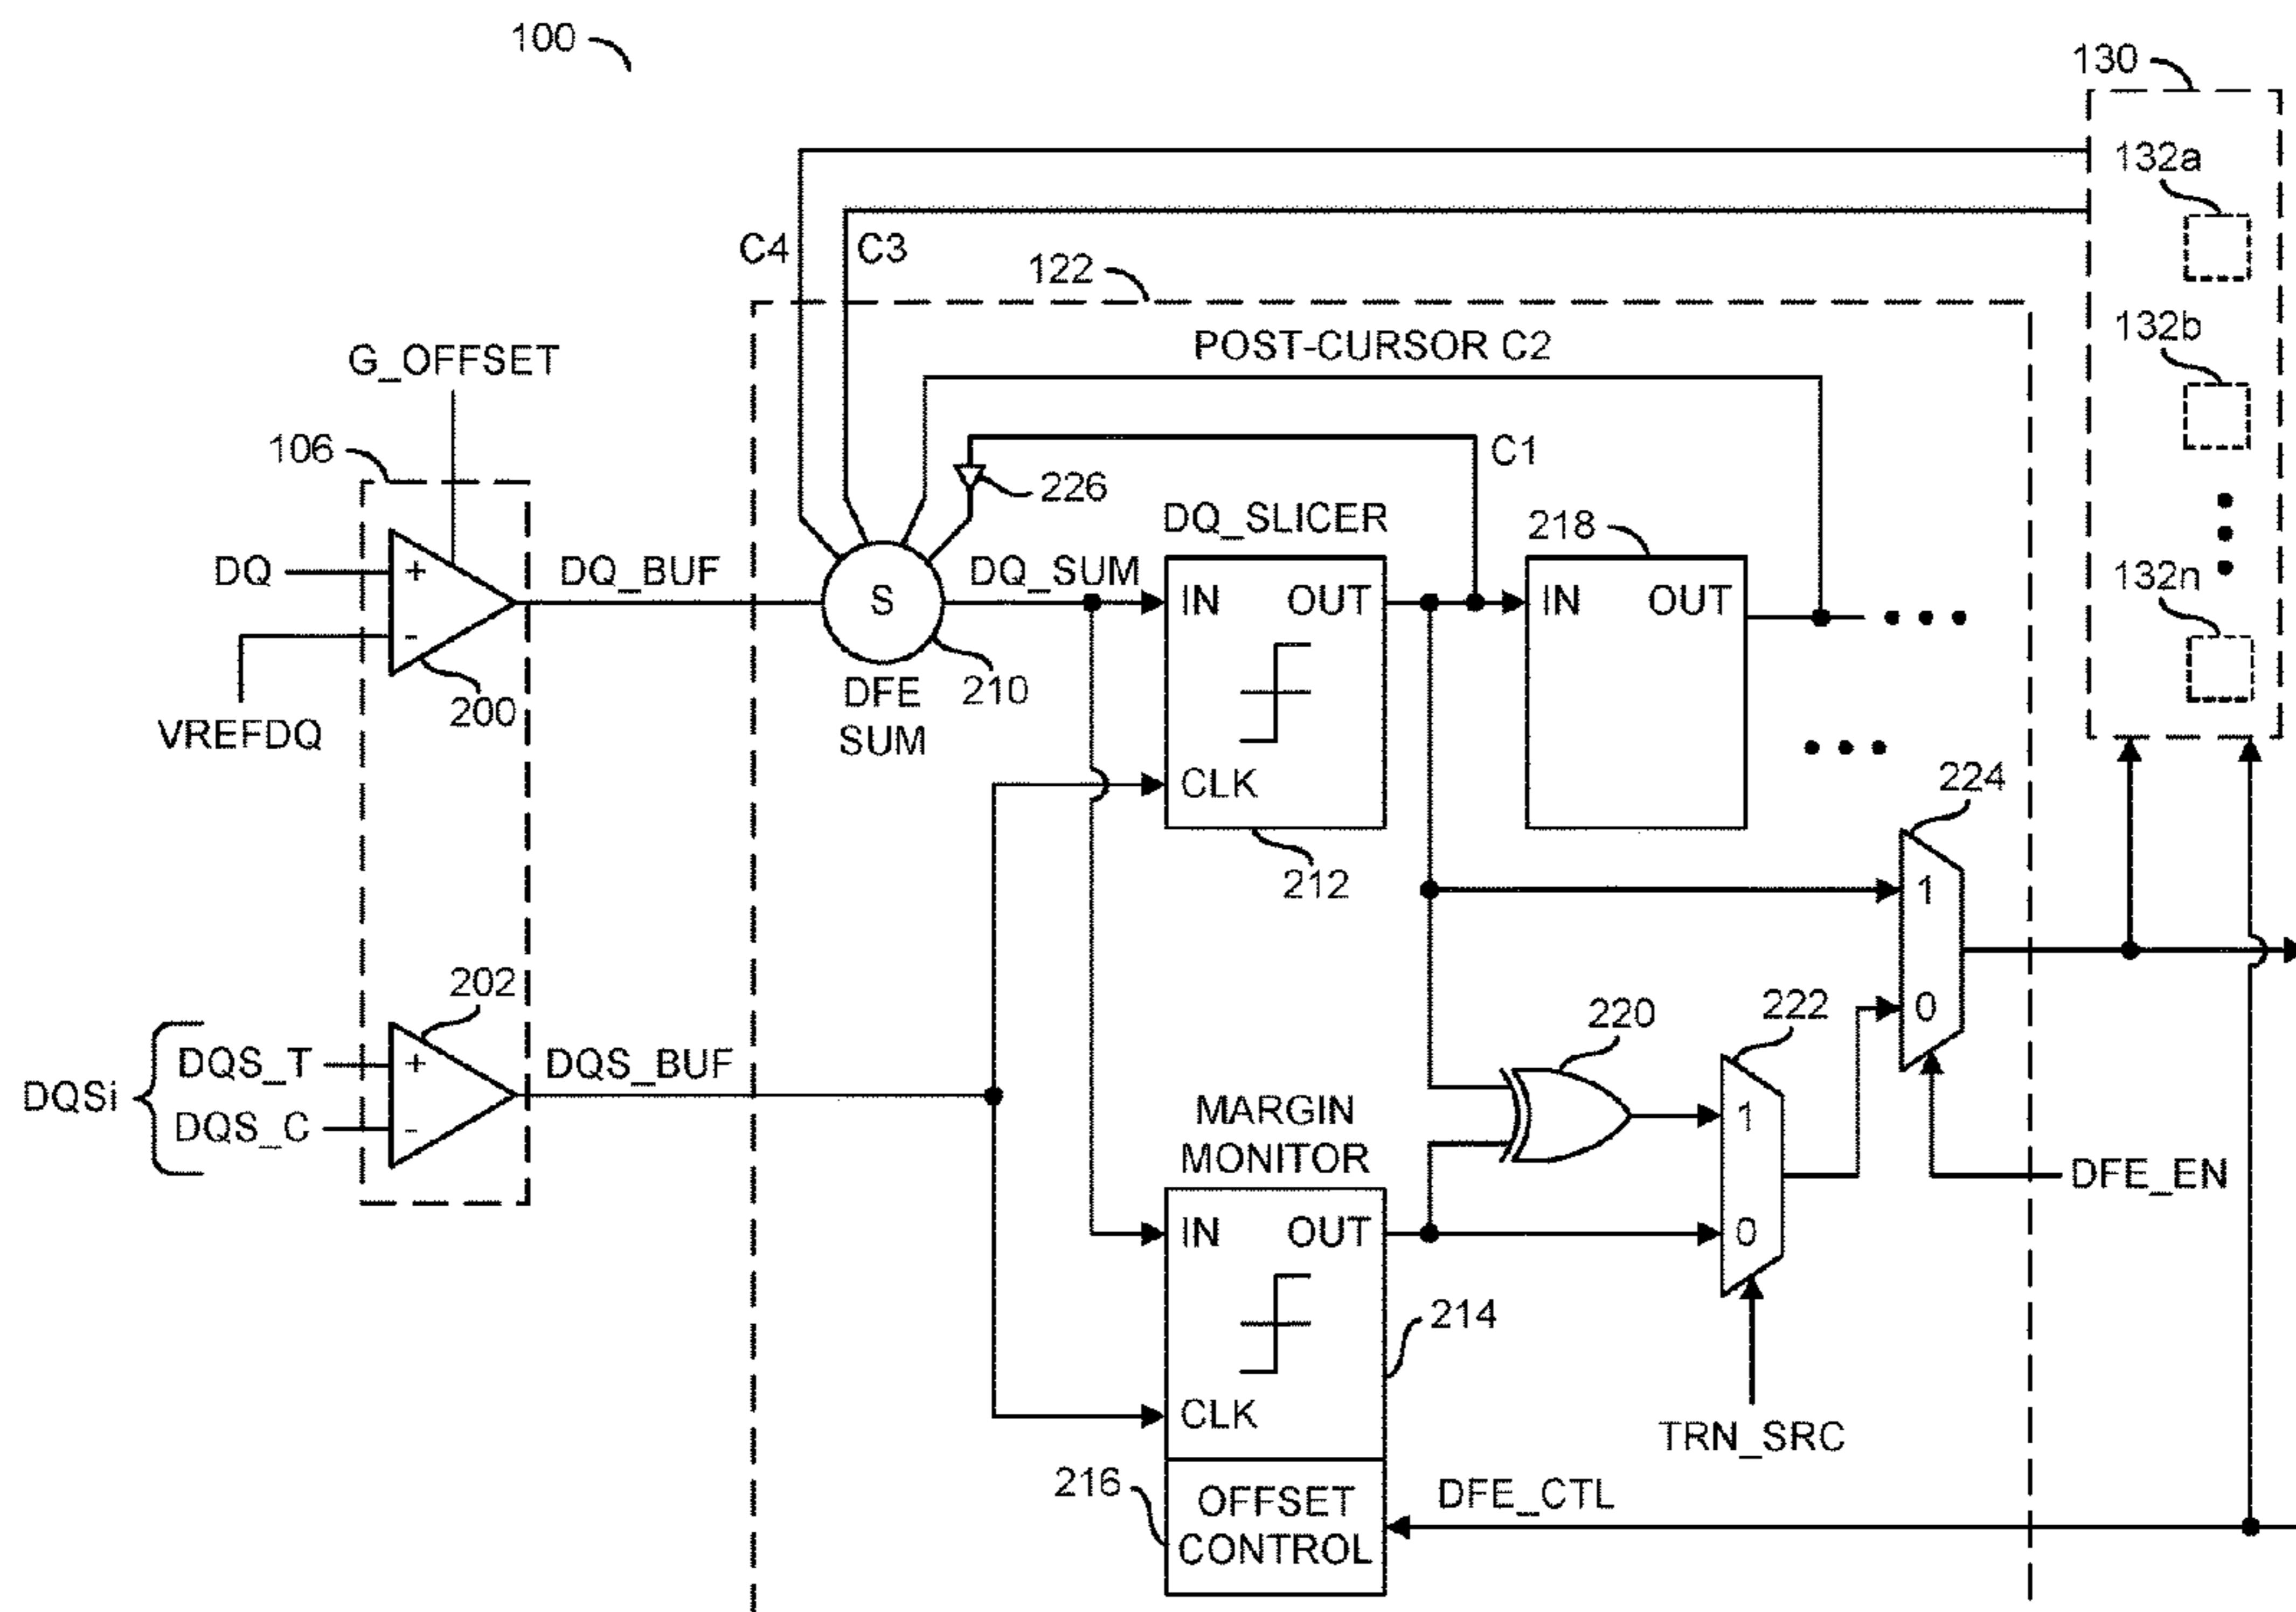 100
130
132a
C4
C3
122
132b
POST-CURSOR C2
G_OFFSET
106
C1
226
DQ_SLICER
218
DQ
+
DQ_BUF
S
DQ_SUM
IN
OUT
IN
OUT
132n
-
200
VREFDQ
DFE
SUM
210
CLK
224
212
1
202
220
222
0
DQSi
DQS_T
DQS_C
+
-
DQS_BUF
MARGIN
MONITOR
1
DFE_EN
IN
OUT
0
214
CLK
TRN_SRC
216
OFFSET
CONTROL
DFE_CTL